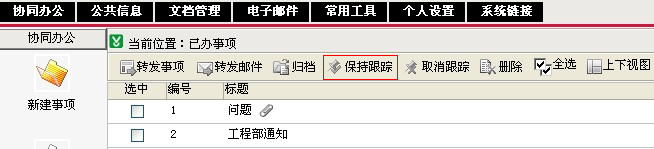 协同办公 公共信息 文档管理 电子邮件 常用工具 个人设置 系统链接
协同办公
当前位置：已办事项
转发事项 转发邮件 归档 保持跟踪 取消跟踪 删除 全选 上下视图
选中 编号 标题
1 问题
2 工程部通知
新建事项